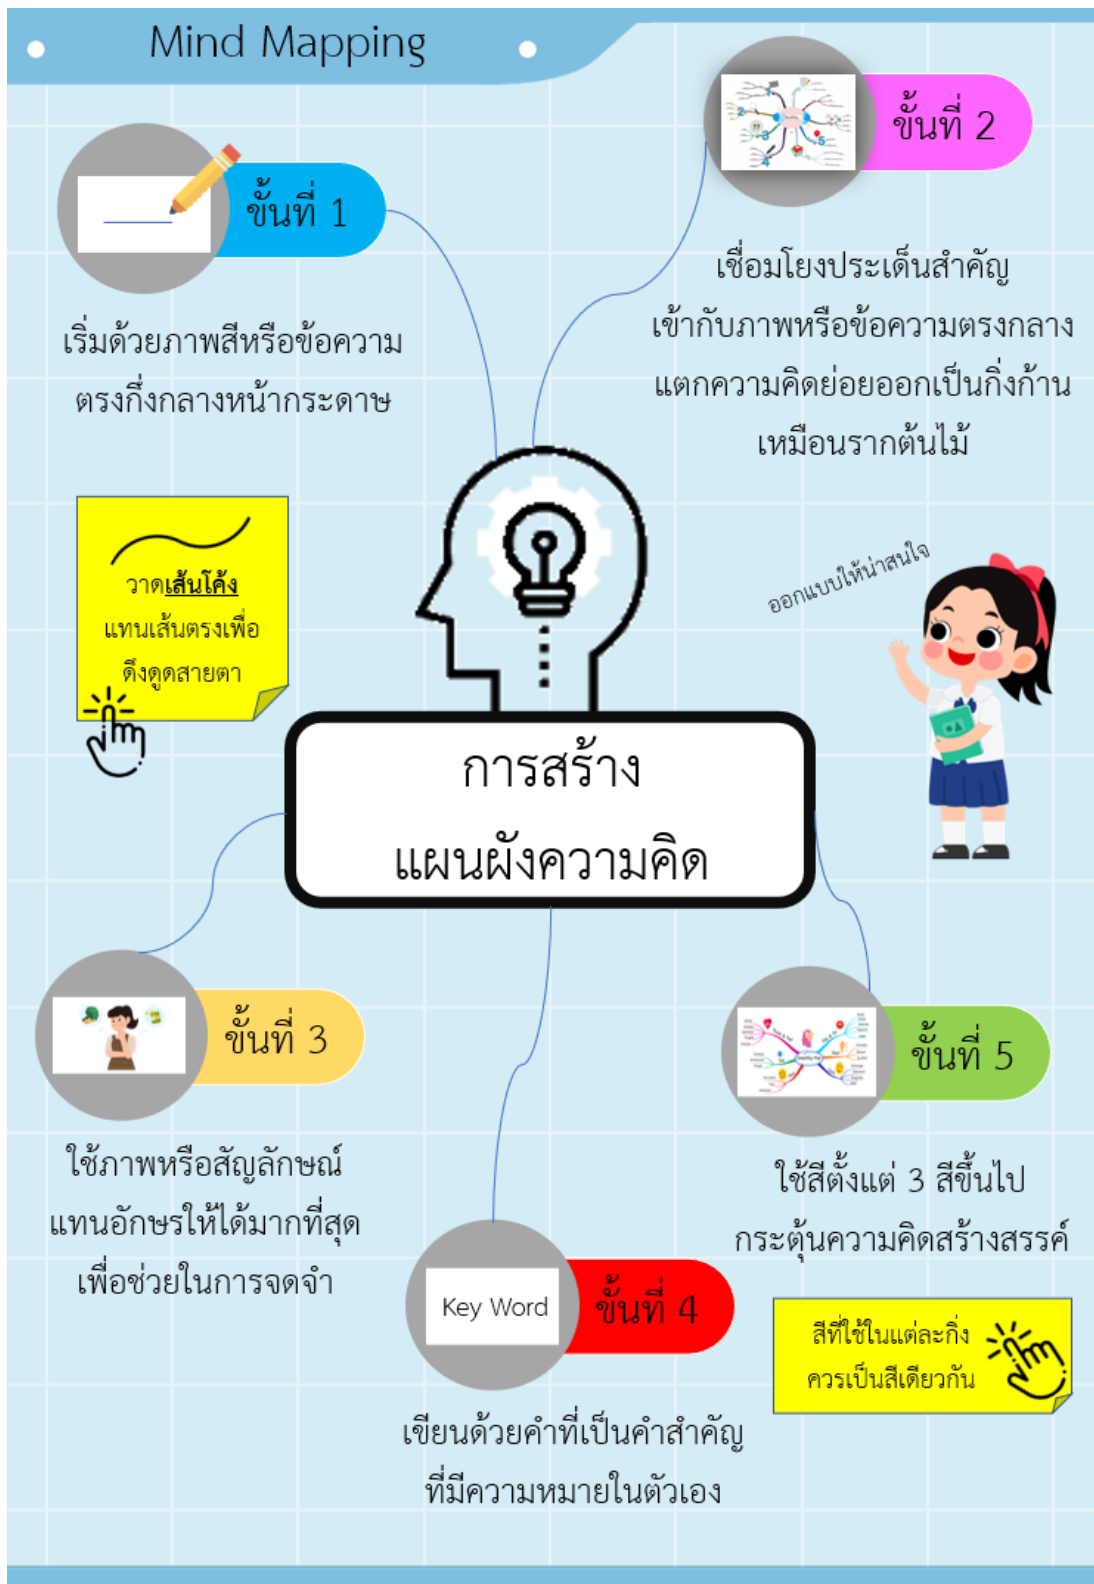 Mind Mapping
ขั้นที่ 1
เริ่มด้วยภาพสีหรือข้อความ
ตรงกึ่งกลางหน้ากระดาษ
ขั้นที่ 2
เชื่อมโยงประเด็นสำคัญ
เข้ากับภาพหรือข้อความตรงกลาง
แตกความคิดย่อยออกเป็นกิ่งก้าน
เหมือนรากต้นไม้
วาดเส้นโค้ง
แทนเส้นตรงเพื่อ
ดึงดูดสายตา
ออกแบบให้น่าสนใจ
การสร้าง
แผนผังความคิด
ขั้นที่ 3
ใช้ภาพหรือสัญลักษณ์
แทนอักษรให้ได้มากที่สุด
เพื่อช่วยในการจดจำ
Key Word
ขั้นที่ 4
เขียนด้วยคำที่เป็นคำสำคัญ
ที่มีความหมายในตัวเอง
ขั้นที่ 5
ใช้สีตั้งแต่ 3 สีขึ้นไป
กระตุ้นความคิดสร้างสรรค์
สีที่ใช้ในแต่ละกิ่ง
ควรเป็นสีเดียวกัน